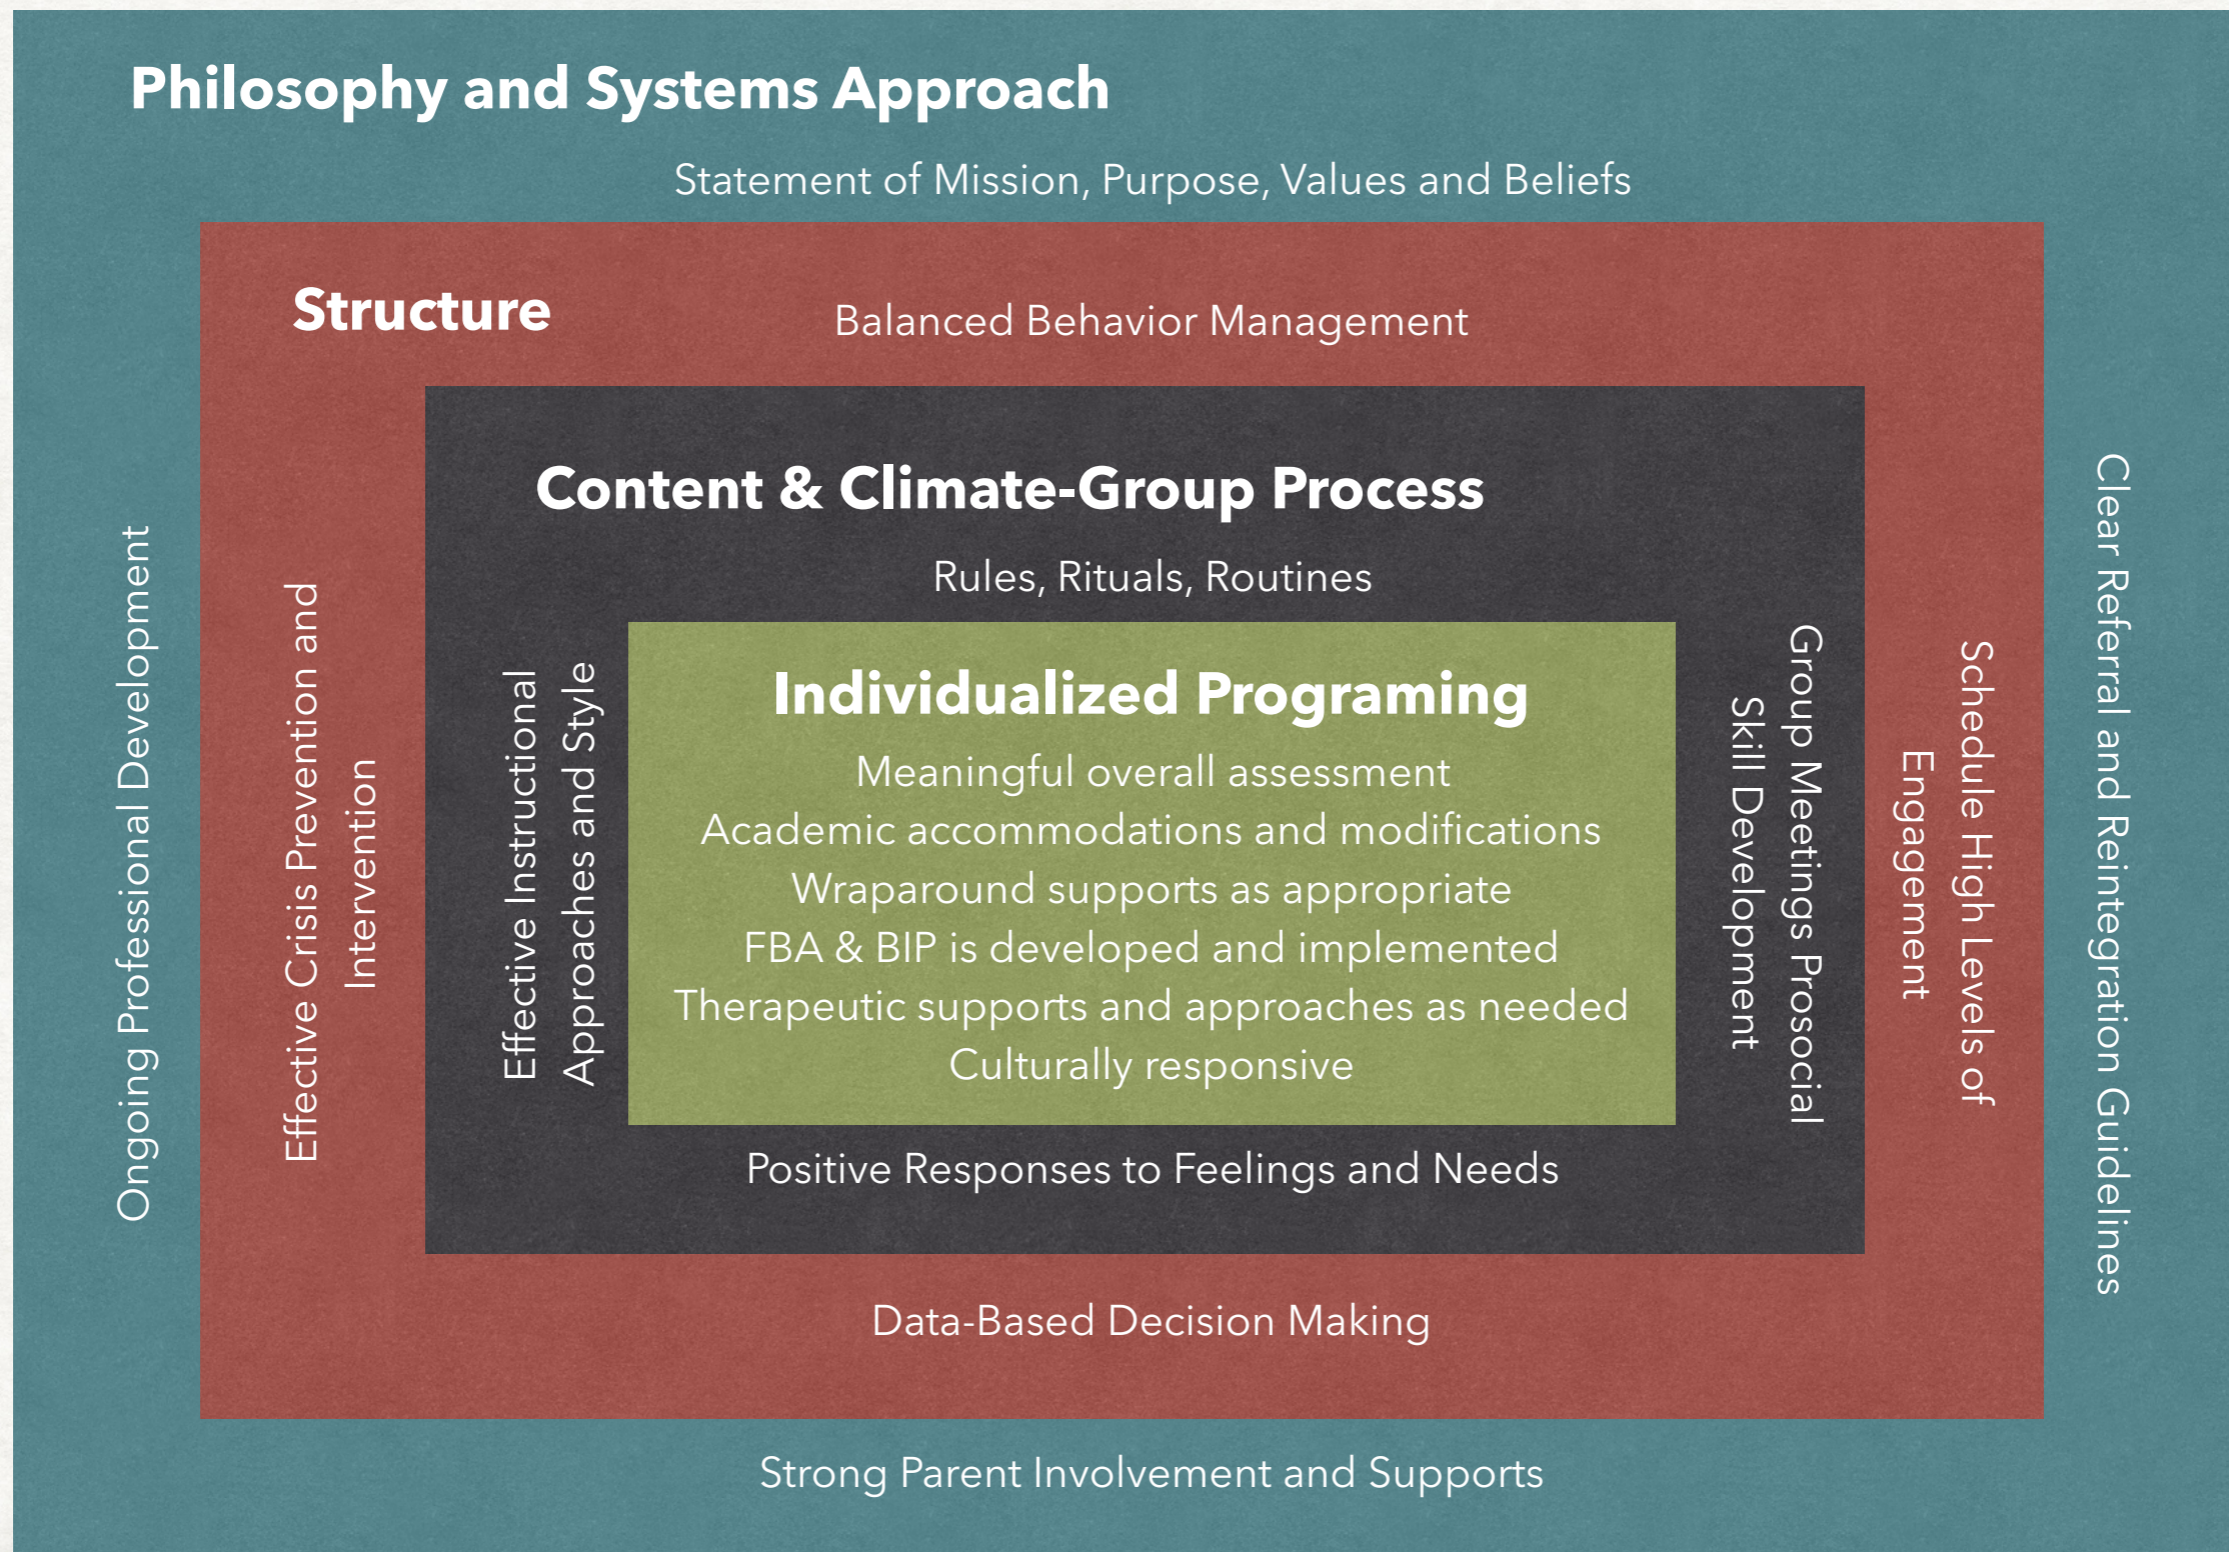 Philosophy and Systems Approach
Statement of Mission, Purpose, Values and Beliefs
Ongoing Professional Development
Clear Referral and Reintegration Guidelines
Strong Parent Involvement and Supports
Structure
Balanced Behavior Management
Effective Crisis Prevention and
Intervention
Schedule High Levels of
Engagement
Data-Based Decision Making
Content & Climate-Group Process
Rules, Rituals, Routines
Effective Instructional
Approaches and Style
Group Meetings Prosocial
Skill Development
Positive Responses to Feelings and Needs
Individualized Programing
Meaningful overall assessment
Academic accommodations and modifications
Wraparound supports as appropriate
FBA & BIP is developed and implemented
Therapeutic supports and approaches as needed
Culturally responsive